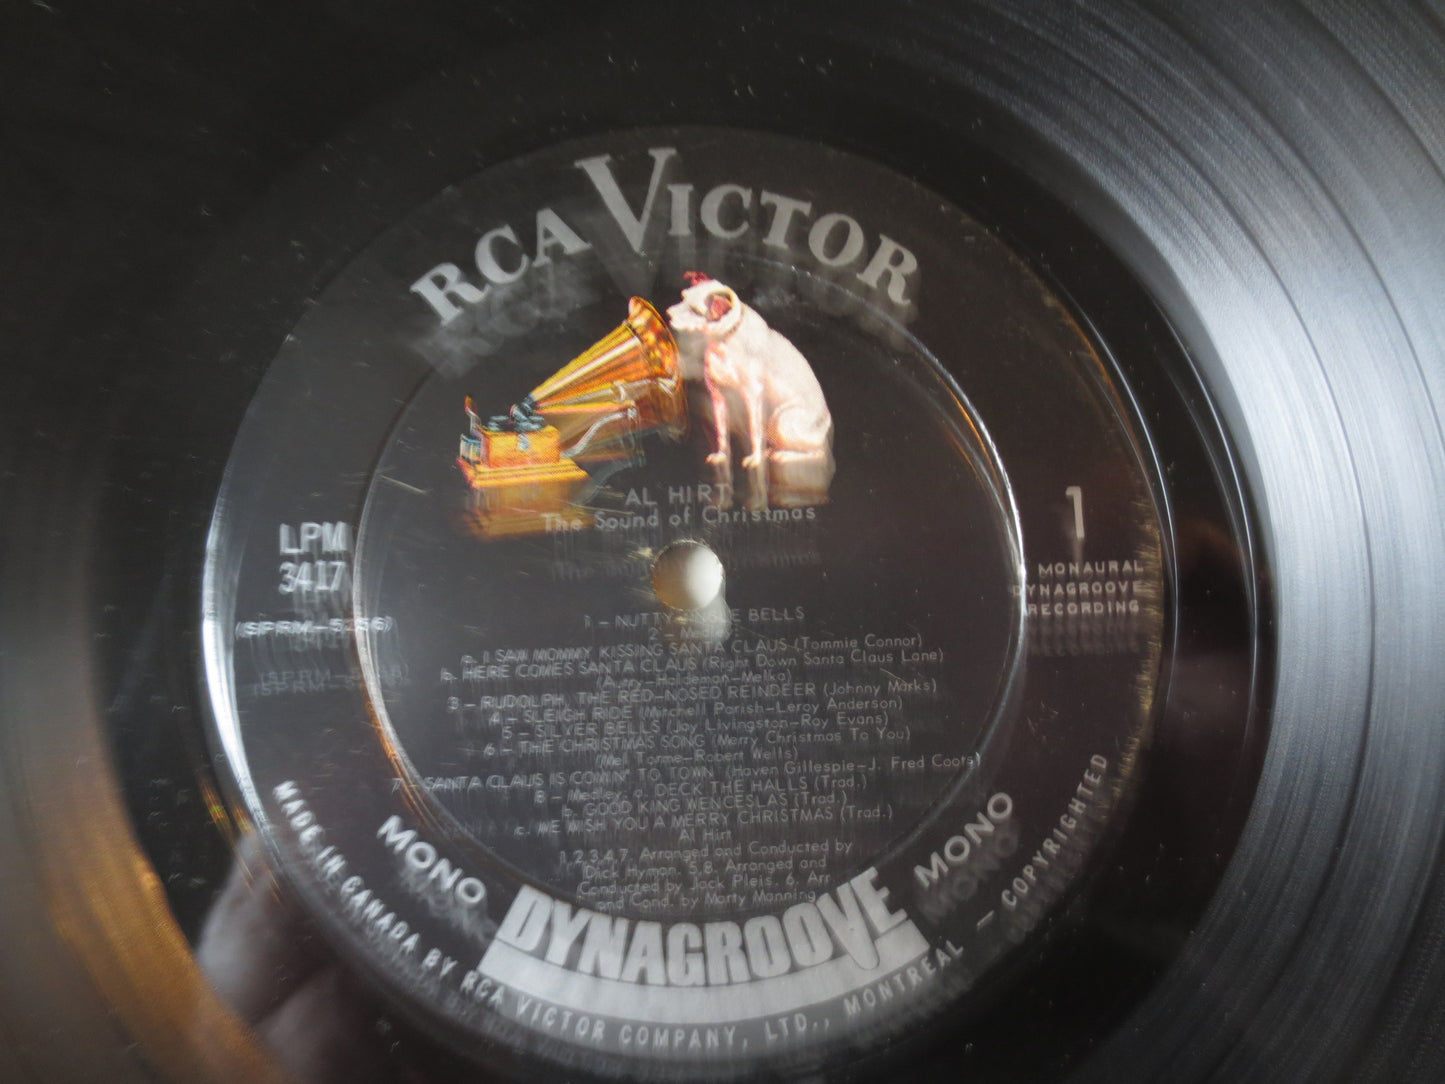 RCA VICTOR
AL HIRT
The Sound of Christmas
LPM
3417
1
MONAURAL
DYNAGROOVE
RECORDING
1 – NUTTY JINGLE BELLS
2 – Medley:
a. I SAW MOMMY KISSING SANTA CLAUS (Tommie Connor)
b. HERE COMES SANTA CLAUS (Right Down Santa Claus Lane)
(Autry–Haldeman–Melka)
3 – RUDOLPH, THE RED-NOSED REINDEER (Johnny Marks)
4 – SLEIGH RIDE (Mitchell Parish–Leroy Anderson)
5 – SILVER BELLS (Jay Livingston–Ray Evans)
6 – THE CHRISTMAS SONG (Merry Christmas To You)
(Mel Torme–Robert Wells)
7 – SANTA CLAUS IS COMIN' TO TOWN (Haven Gillespie–J. Fred Coots)
8 – Medley: a. DECK THE HALLS (Trad.)
b. GOOD KING WENCESLAS (Trad.)
c. WE WISH YOU A MERRY CHRISTMAS (Trad.)
Al Hirt
1,2,3,4,7. Arranged and Conducted by
Dick Hyman. 5,8. Arranged and
Conducted by Jack Pleis. 6. Arr
and Cond. by Marty Manning
MONO DYNAGROOVE MONO
MADE IN CANADA BY RCA VICTOR COMPANY, LTD., MONTREAL – COPYRIGHTED